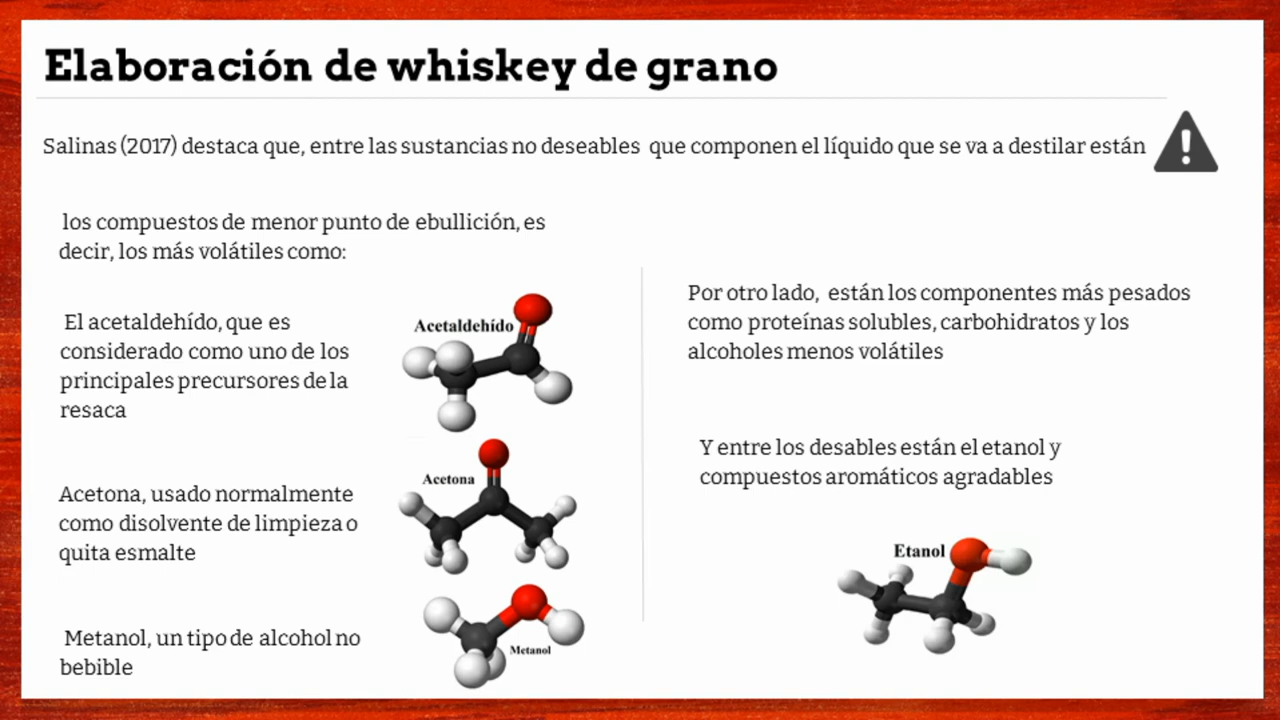 Elaboración de whiskey de grano
Salinas (2017) destaca que, entre las sustancias no deseables que componen el líquido que se va a destilar están
los compuestos de menor punto de ebullición, es
decir, los más volátiles como:
El acetaldehído, que es
considerado como uno de los
principales precursores de la
resaca
Acetaldehído
Acetona, usado normalmente
como disolvente de limpieza o
quita esmalte
Acetona
Metanol, un tipo de alcohol no
bebible
Metanol
Por otro lado, están los componentes más pesados
como proteínas solubles, carbohidratos y los
alcoholes menos volátiles
Y entre los desables están el etanol y
compuestos aromáticos agradables
Etanol